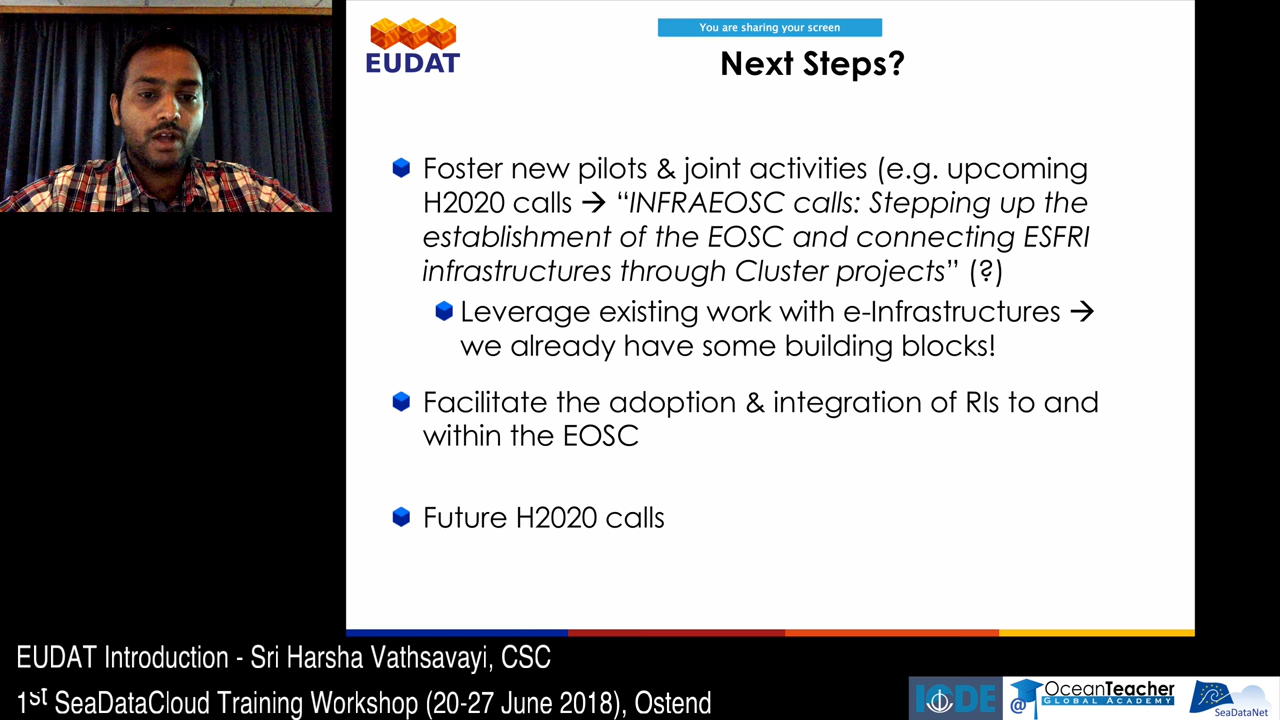 You are sharing your screen
EUDAT
Next Steps?
Foster new pilots & joint activities (e.g. upcoming
H2020 calls → “INFRAEOSC calls: Stepping up the
establishment of the EOSC and connecting ESFRI
infrastructures through Cluster projects” (?)
Leverage existing work with e-Infrastructures →
we already have some building blocks!
Facilitate the adoption & integration of RIs to and
within the EOSC
Future H2020 calls
EUDAT Introduction - Sri Harsha Vathsavayi, CSC
1st SeaDataCloud Training Workshop (20-27 June 2018), Ostend
IODE
@
OceanTeacher
GLOBAL ACADEMY
SeaDataNet